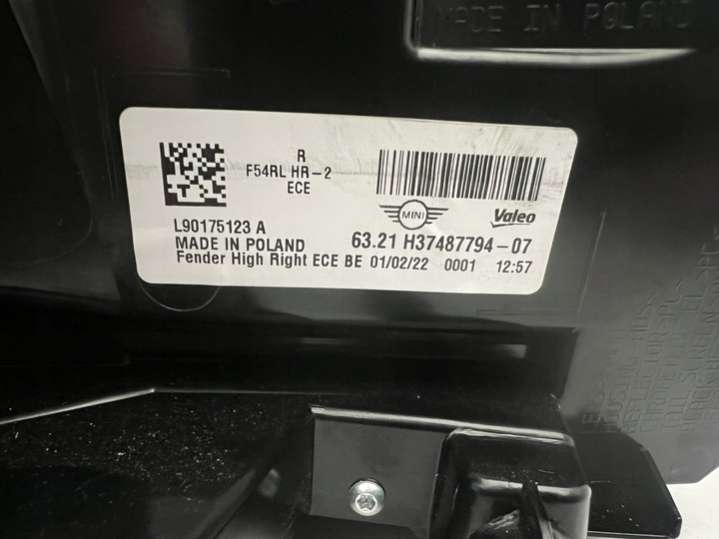 MADE IN POLAND
R
F54RL HR-2
ECE
MINI
Valeo
L90175123 A
MADE IN POLAND
63.21 H37487794-07
Fender High Right ECE BE 01/02/22 0001 12:57